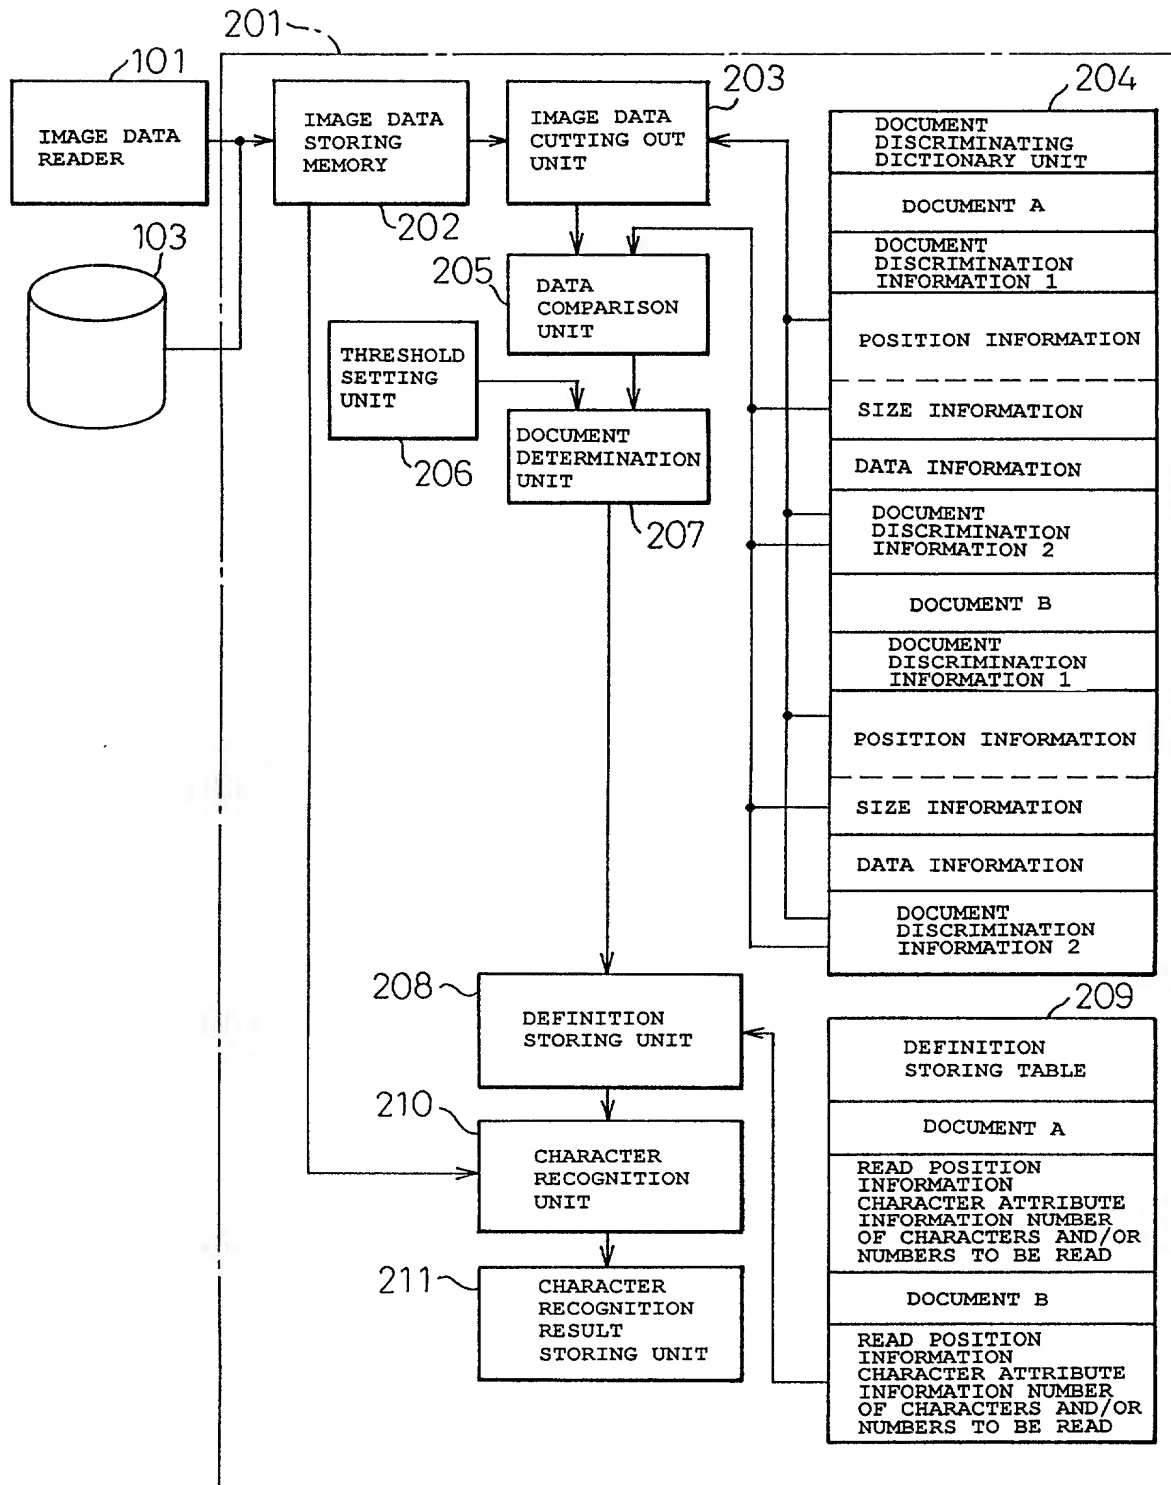 201
101
IMAGE DATA
READER
103
IMAGE DATA
STORING
MEMORY
202
203
IMAGE DATA
CUTTING OUT
UNIT
205
DATA
COMPARISON
UNIT
THRESHOLD
SETTING
UNIT
206
DOCUMENT
DETERMINATION
UNIT
207
204
DOCUMENT
DISCRIMINATING
DICTIONARY UNIT
DOCUMENT A
DOCUMENT
DISCRIMINATION
INFORMATION 1
POSITION INFORMATION
SIZE INFORMATION
DATA INFORMATION
DOCUMENT
DISCRIMINATION
INFORMATION 2
DOCUMENT B
DOCUMENT
DISCRIMINATION
INFORMATION 1
POSITION INFORMATION
SIZE INFORMATION
DATA INFORMATION
DOCUMENT
DISCRIMINATION
INFORMATION 2
208
DEFINITION
STORING UNIT
210
CHARACTER
RECOGNITION
UNIT
211
CHARACTER
RECOGNITION
RESULT
STORING UNIT
209
DEFINITION
STORING TABLE
DOCUMENT A
READ POSITION
INFORMATION
CHARACTER ATTRIBUTE
INFORMATION NUMBER
OF CHARACTERS AND/OR
NUMBERS TO BE READ
DOCUMENT B
READ POSITION
INFORMATION
CHARACTER ATTRIBUTE
INFORMATION NUMBER
OF CHARACTERS AND/OR
NUMBERS TO BE READ